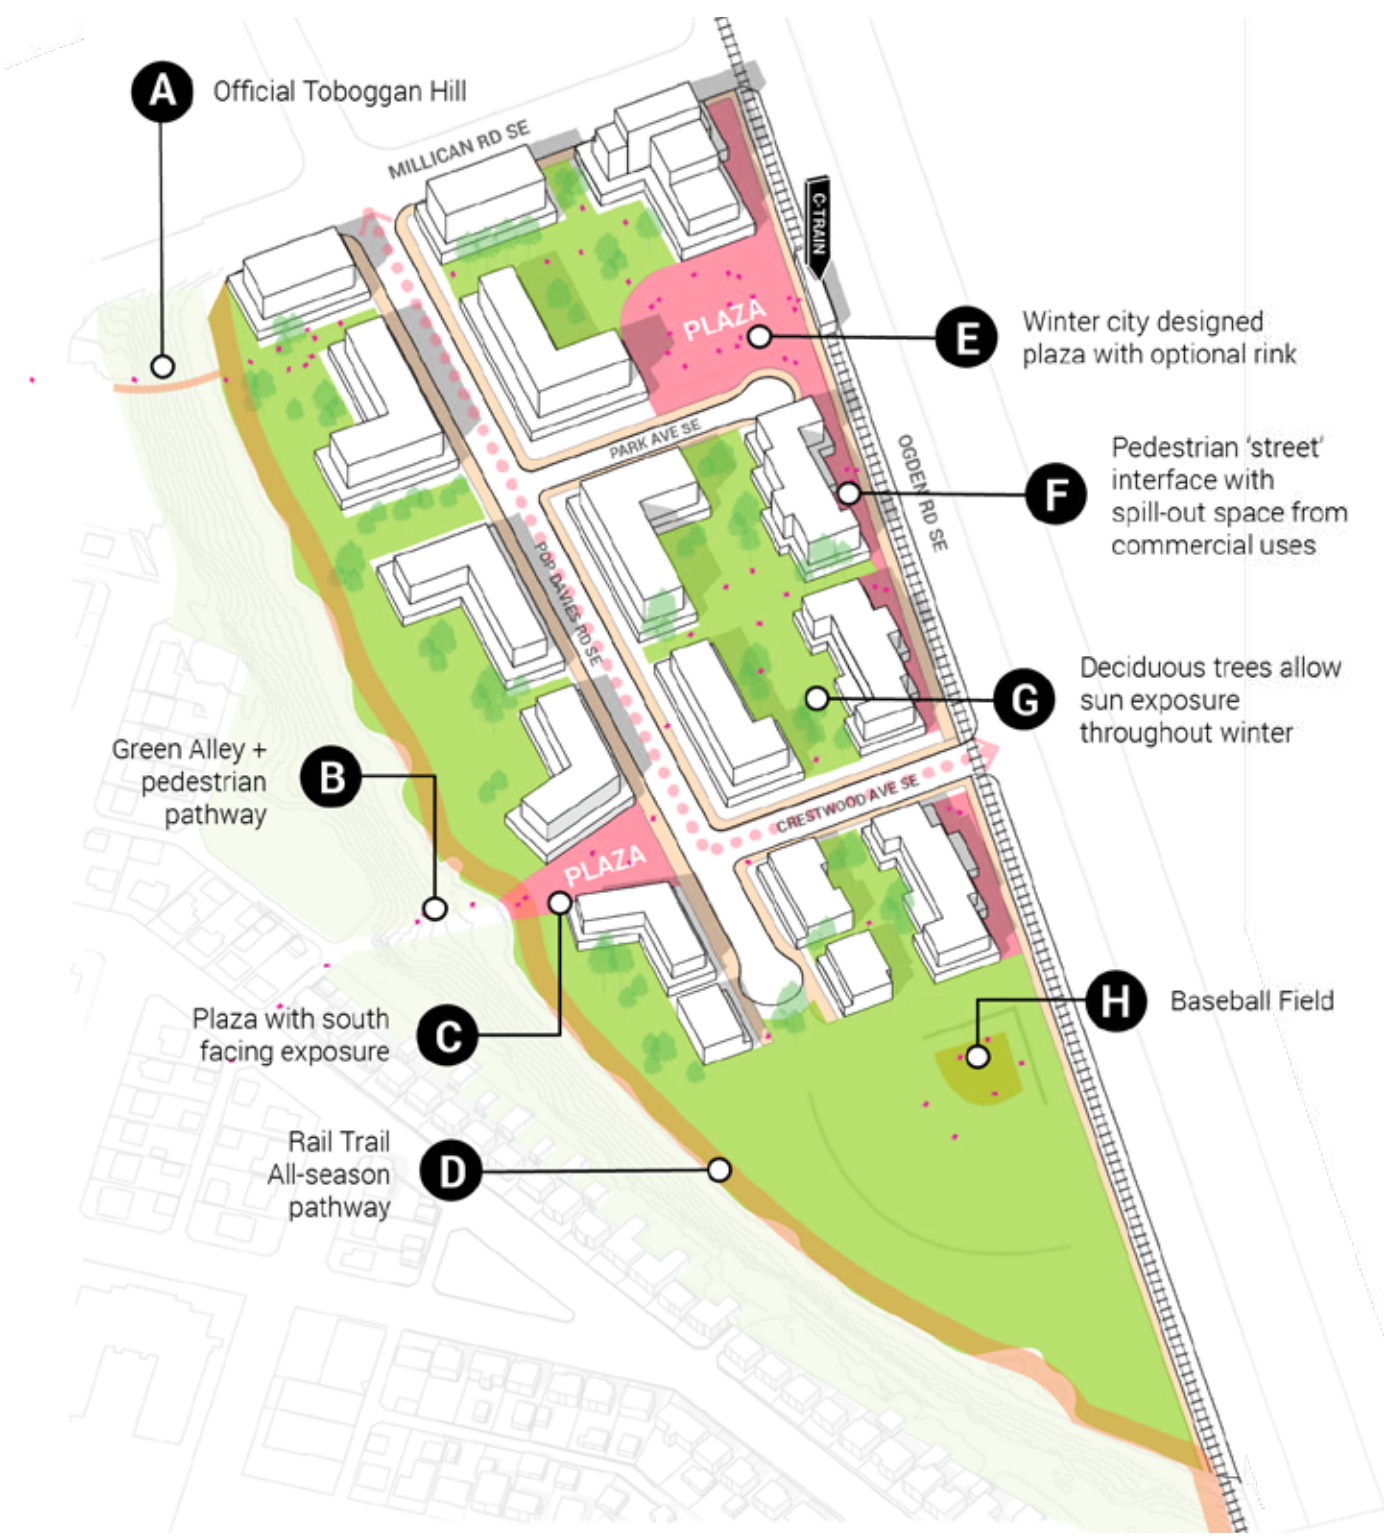 A
Official Toboggan Hill
MILLICAN RD SE
C-TRAIN
PLAZA
E
Winter city designed
plaza with optional rink
PARK AVE SE
OGDEN RD SE
F
Pedestrian ‘street’
interface with
spill-out space from
commercial uses
POP DAVIES RD SE
G
Deciduous trees allow
sun exposure
throughout winter
Green Alley +
pedestrian
pathway
B
CRESTWOOD AVE SE
PLAZA
Plaza with south
facing exposure
C
H
Baseball Field
Rail Trail
All-season
pathway
D